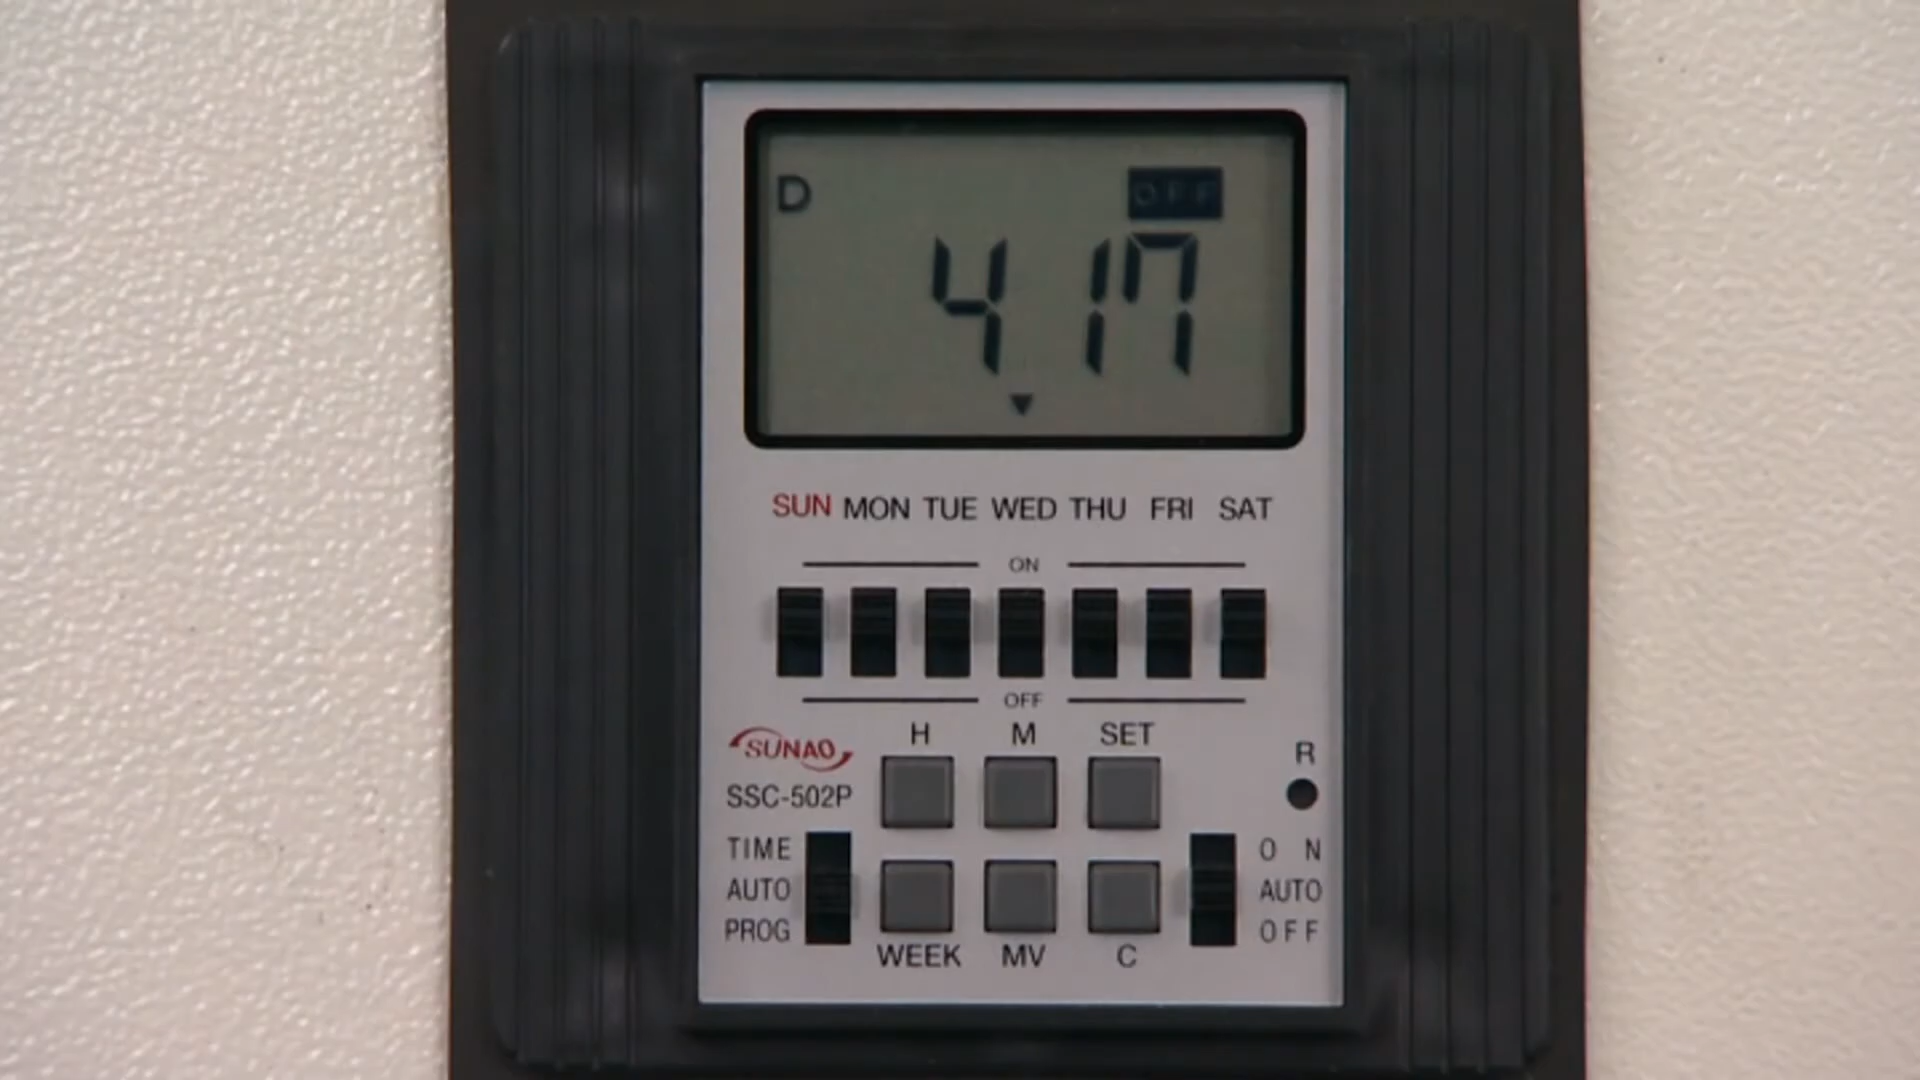 D OFF
4 17
SUN MON TUE WED THU FRI SAT
ON
OFF
H M SET
SUNAO
R
SSC-502P
TIME
AUTO
PROG
ON
AUTO
OFF
WEEK MV C